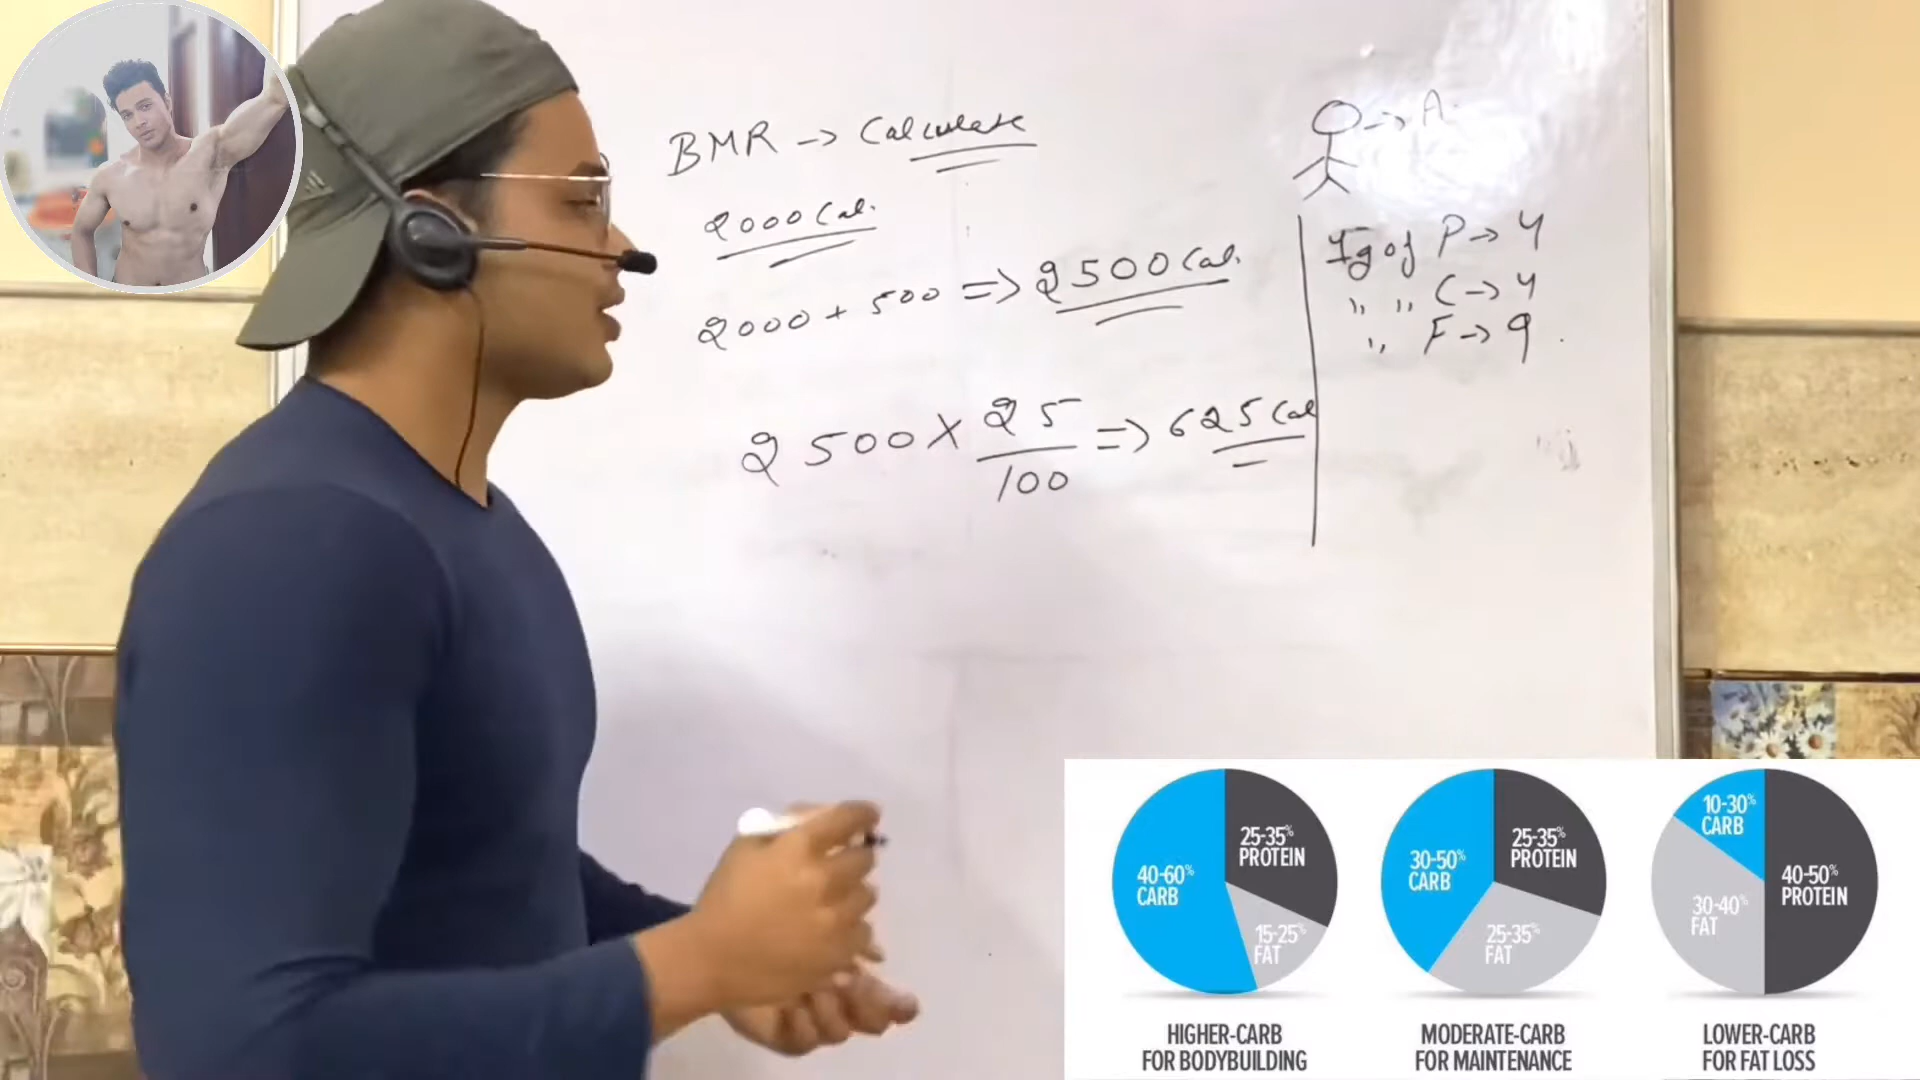 BMR → Calculate
2000 Cal.
2000 + 500 => 2500 Cal.
2500 × 25/100 => 625 Cal
→ A.
1g of P → 4
,, ,, C → 4
,, F → 9.
40-60% CARB
25-35% PROTEIN
15-25% FAT
HIGHER-CARB
FOR BODYBUILDING
30-50% CARB
25-35% PROTEIN
25-35% FAT
MODERATE-CARB
FOR MAINTENANCE
10-30% CARB
40-50% PROTEIN
30-40% FAT
LOWER-CARB
FOR FAT LOSS